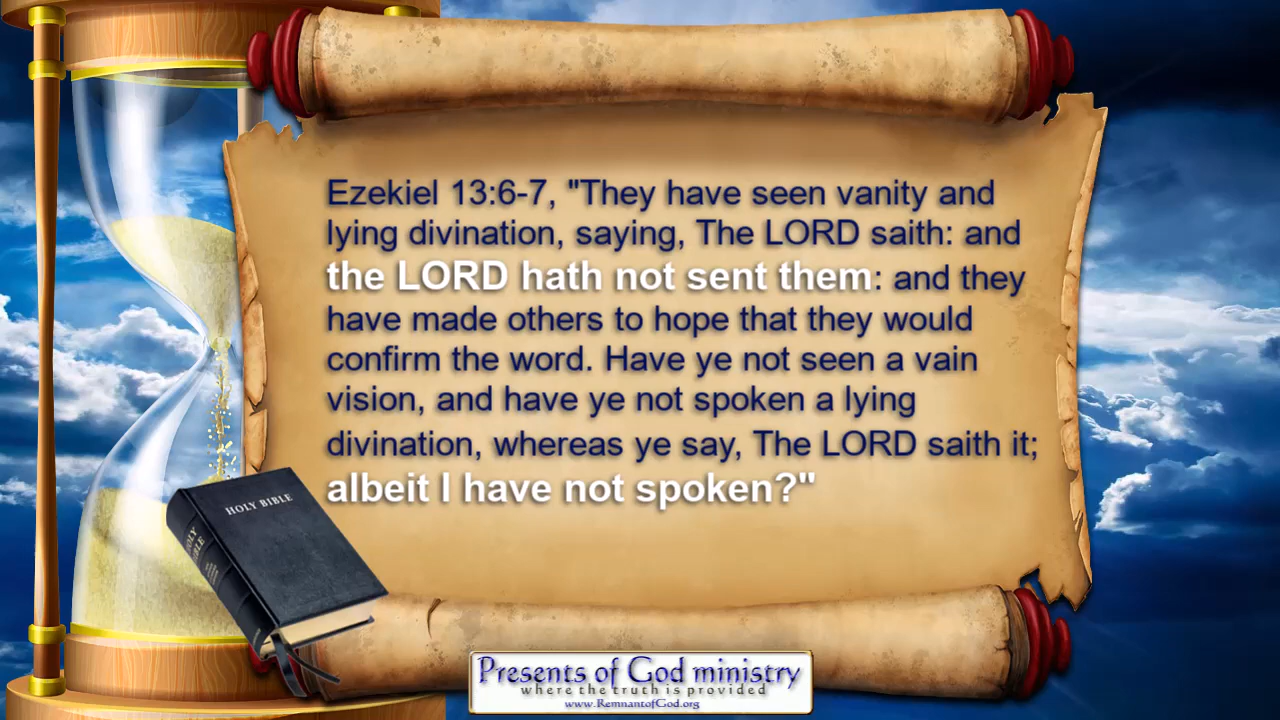 Ezekiel 13:6-7, "They have seen vanity and
lying divination, saying, The LORD saith: and
the LORD hath not sent them: and they
have made others to hope that they would
confirm the word. Have ye not seen a vain
vision, and have ye not spoken a lying
divination, whereas ye say, The LORD saith it;
albeit I have not spoken?"
HOLY BIBLE
HOLY
BIBLE
Presents of God ministry
where the truth is provided
www.RemnantofGod.org